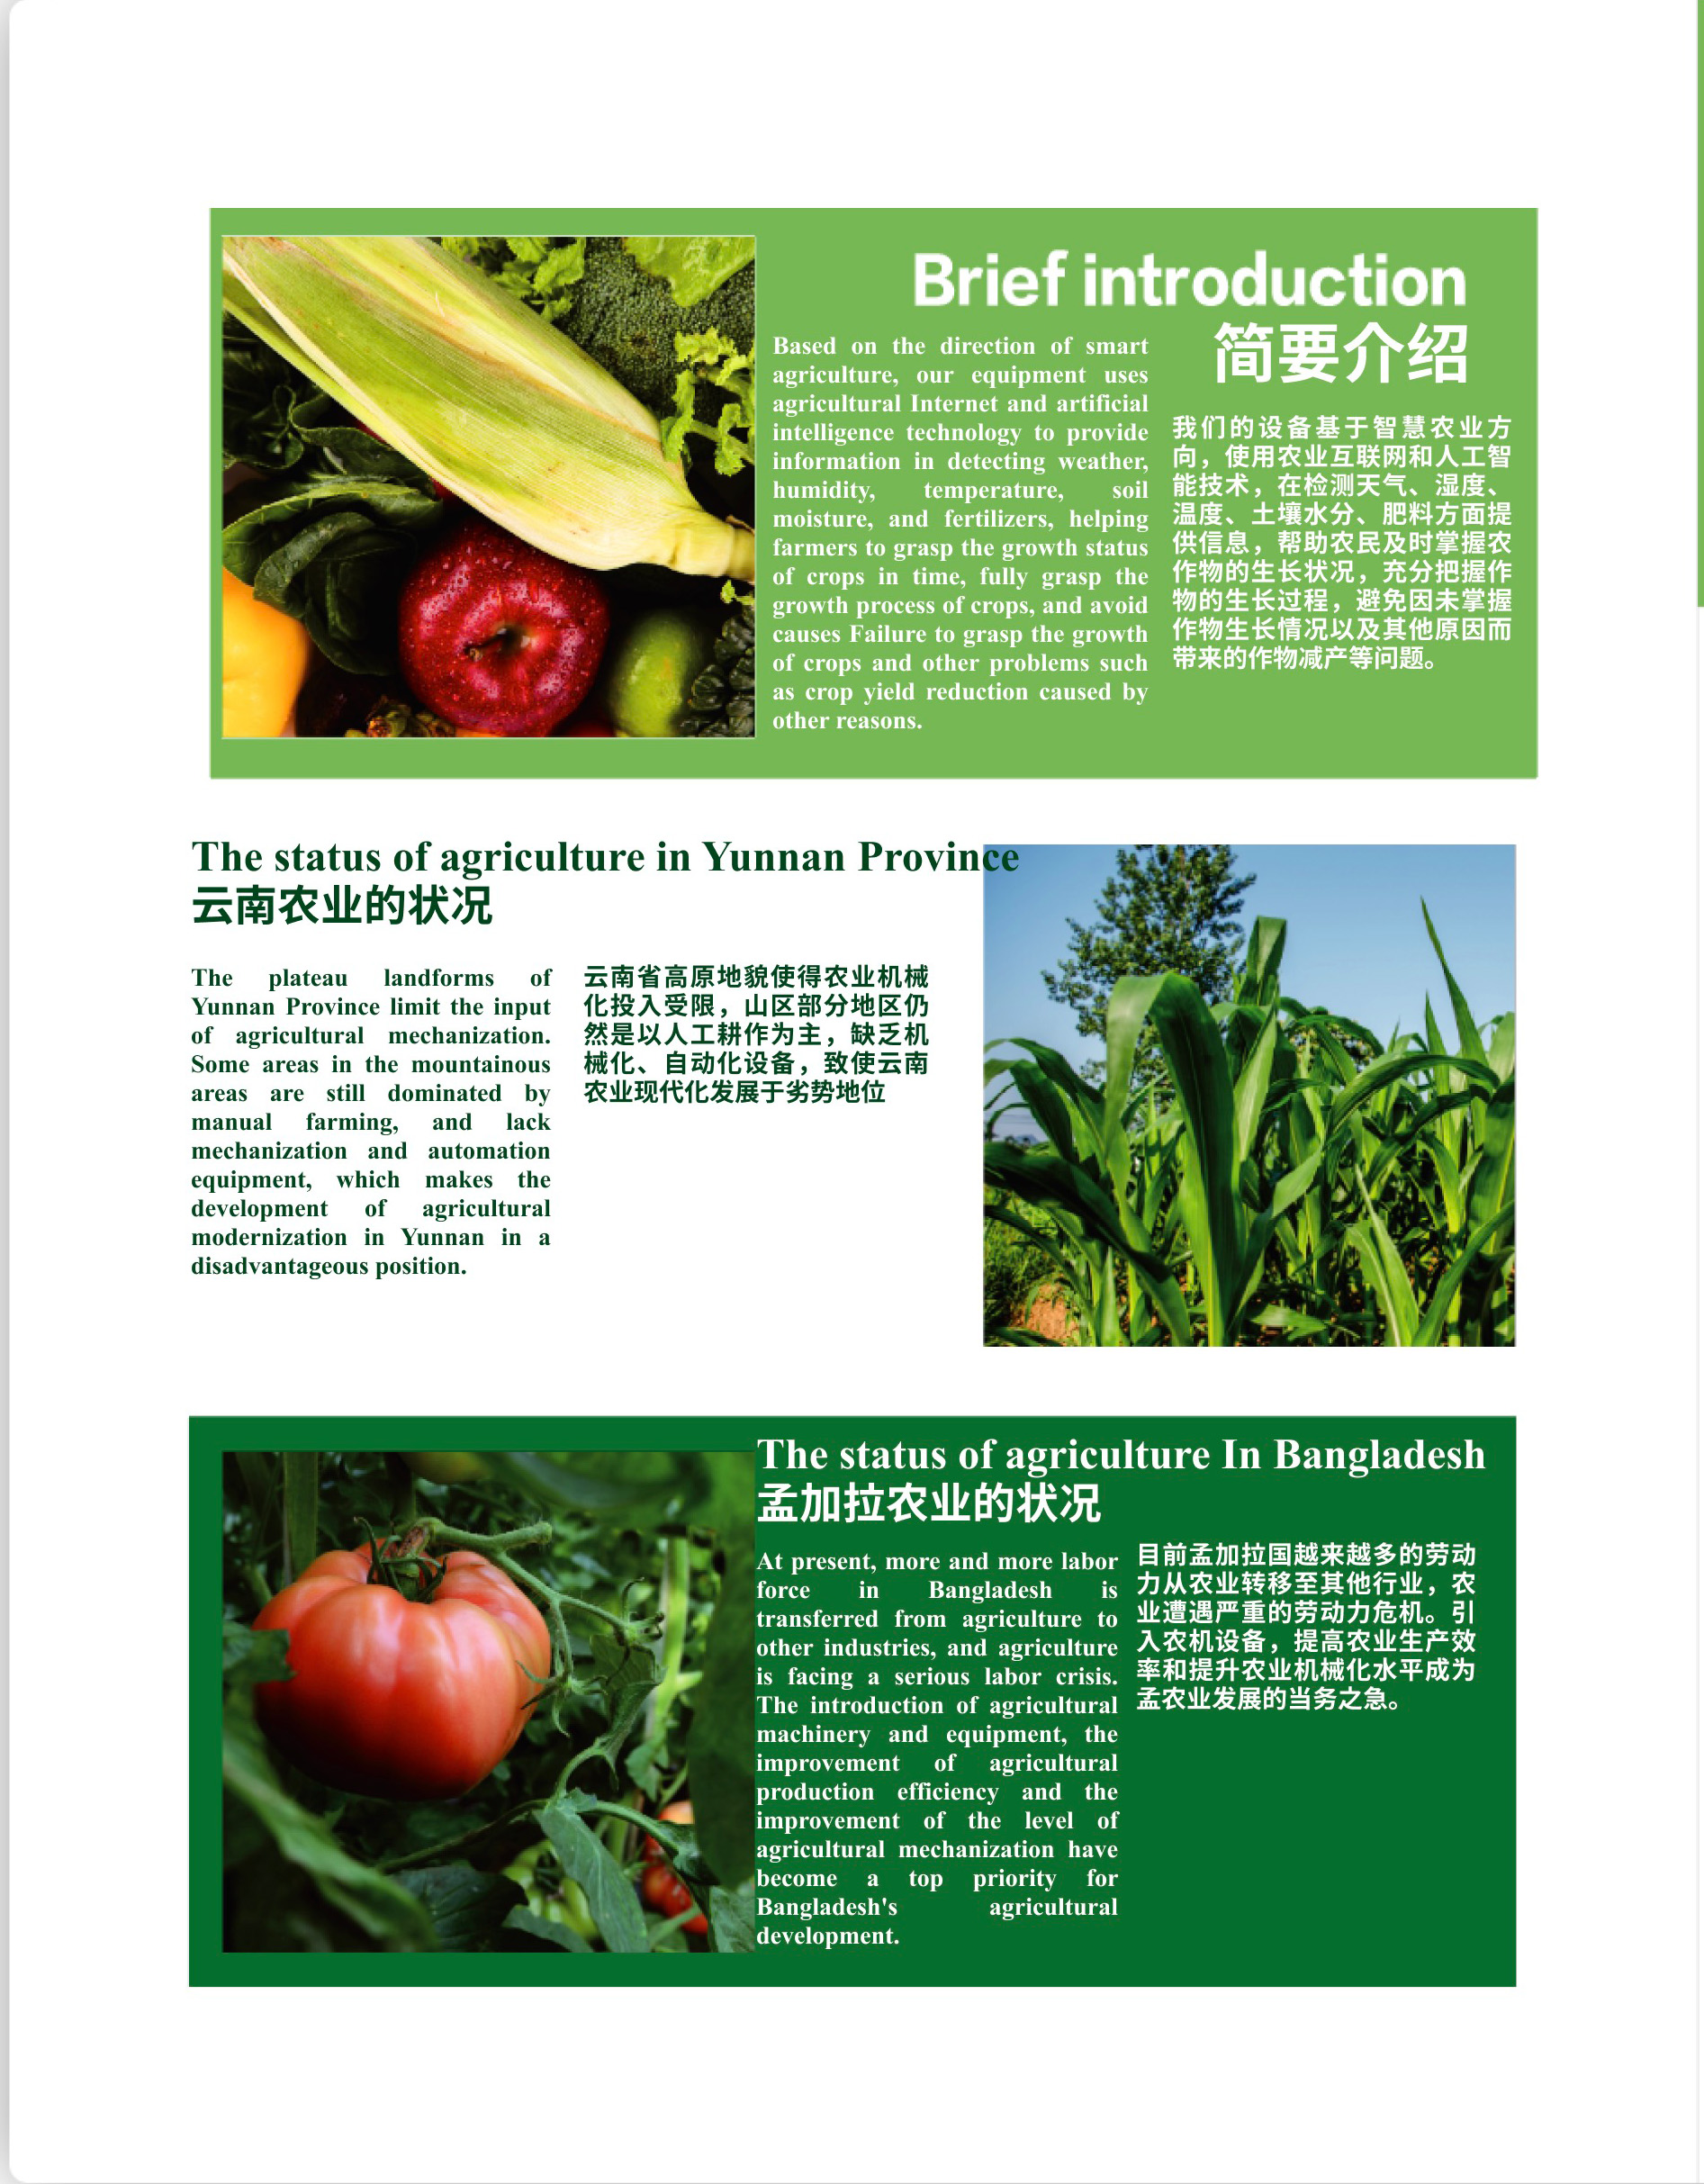 Brief introduction
简要介绍
Based on the direction of smart
agriculture, our equipment uses
agricultural Internet and artificial
intelligence technology to provide
information in detecting weather,
humidity, temperature, soil
moisture, and fertilizers, helping
farmers to grasp the growth status
of crops in time, fully grasp the
growth process of crops, and avoid
causes Failure to grasp the growth
of crops and other problems such
as crop yield reduction caused by
other reasons.
我们的设备基于智慧农业方
向，使用农业互联网和人工智
能技术，在检测天气、湿度、
温度、土壤水分、肥料方面提
供信息，帮助农民及时掌握农
作物的生长状况，充分把握作
物的生长过程，避免因未掌握
作物生长情况以及其他原因而
带来的作物减产等问题。
The status of agriculture in Yunnan Province
云南农业的状况
The plateau landforms of
Yunnan Province limit the input
of agricultural mechanization.
Some areas in the mountainous
areas are still dominated by
manual farming, and lack
mechanization and automation
equipment, which makes the
development of agricultural
modernization in Yunnan in a
disadvantageous position.
云南省高原地貌使得农业机械
化投入受限，山区部分地区仍
然是以人工耕作为主，缺乏机
械化、自动化设备，致使云南
农业现代化发展于劣势地位
The status of agriculture In Bangladesh
孟加拉农业的状况
At present, more and more labor
force in Bangladesh is
transferred from agriculture to
other industries, and agriculture
is facing a serious labor crisis.
The introduction of agricultural
machinery and equipment, the
improvement of agricultural
production efficiency and the
improvement of the level of
agricultural mechanization have
become a top priority for
Bangladesh's agricultural
development.
目前孟加拉国越来越多的劳动
力从农业转移至其他行业，农
业遭遇严重的劳动力危机。引
入农机设备，提高农业生产效
率和提升农业机械化水平成为
孟农业发展的当务之急。